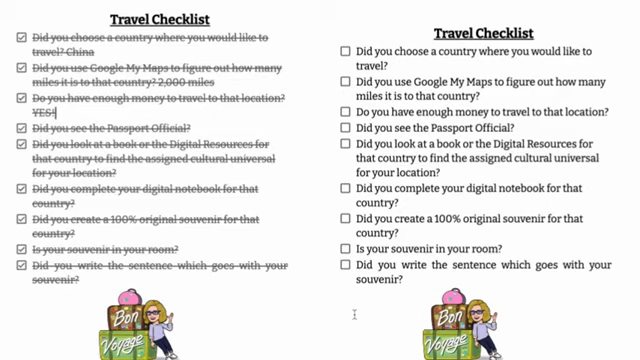 Travel Checklist
Did you choose a country where you would like to
travel? China
Did you use Google My Maps to figure out how many
miles it is to that country? 2,000 miles
Do you have enough money to travel to that location?
YES!
Did you see the Passport Official?
Did you look at a book or the Digital Resources for
that country to find the assigned cultural universal
for your location?
Did you complete your digital notebook for that
country?
Did you create a 100% original souvenir for that
country?
Is your souvenir in your room?
Did you write the sentence which goes with your
souvenir?
Bon
Voyage
Travel Checklist
Did you choose a country where you would like to
travel?
Did you use Google My Maps to figure out how many
miles it is to that country?
Do you have enough money to travel to that location?
Did you see the Passport Official?
Did you look at a book or the Digital Resources for
that country to find the assigned cultural universal
for your location?
Did you complete your digital notebook for that
country?
Did you create a 100% original souvenir for that
country?
Is your souvenir in your room?
Did you write the sentence which goes with your
souvenir?
Bon
Voyage